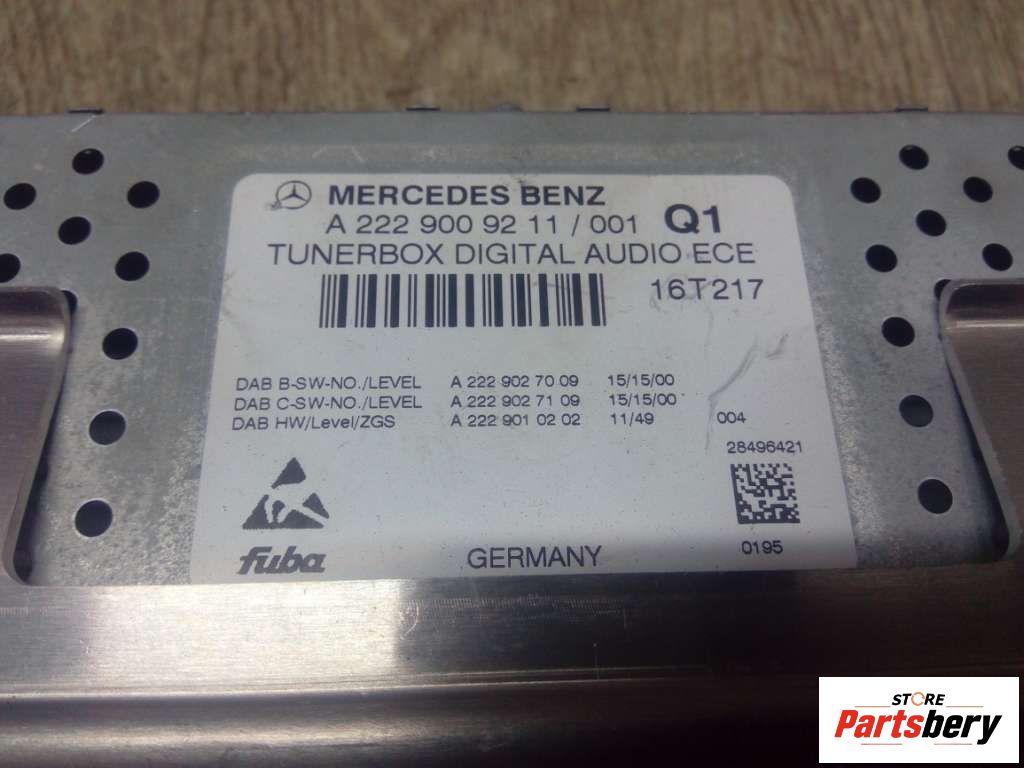 MERCEDES BENZ
A 222 900 92 11 / 001 Q1
TUNERBOX DIGITAL AUDIO ECE
16T217
DAB B-SW-NO./LEVEL A 222 902 70 09 15/15/00
DAB C-SW-NO./LEVEL A 222 902 71 09 15/15/00
DAB HW/Level/ZGS A 222 901 02 02 11/49 004
28496421
fuba GERMANY 0195
STORE
Partsbery